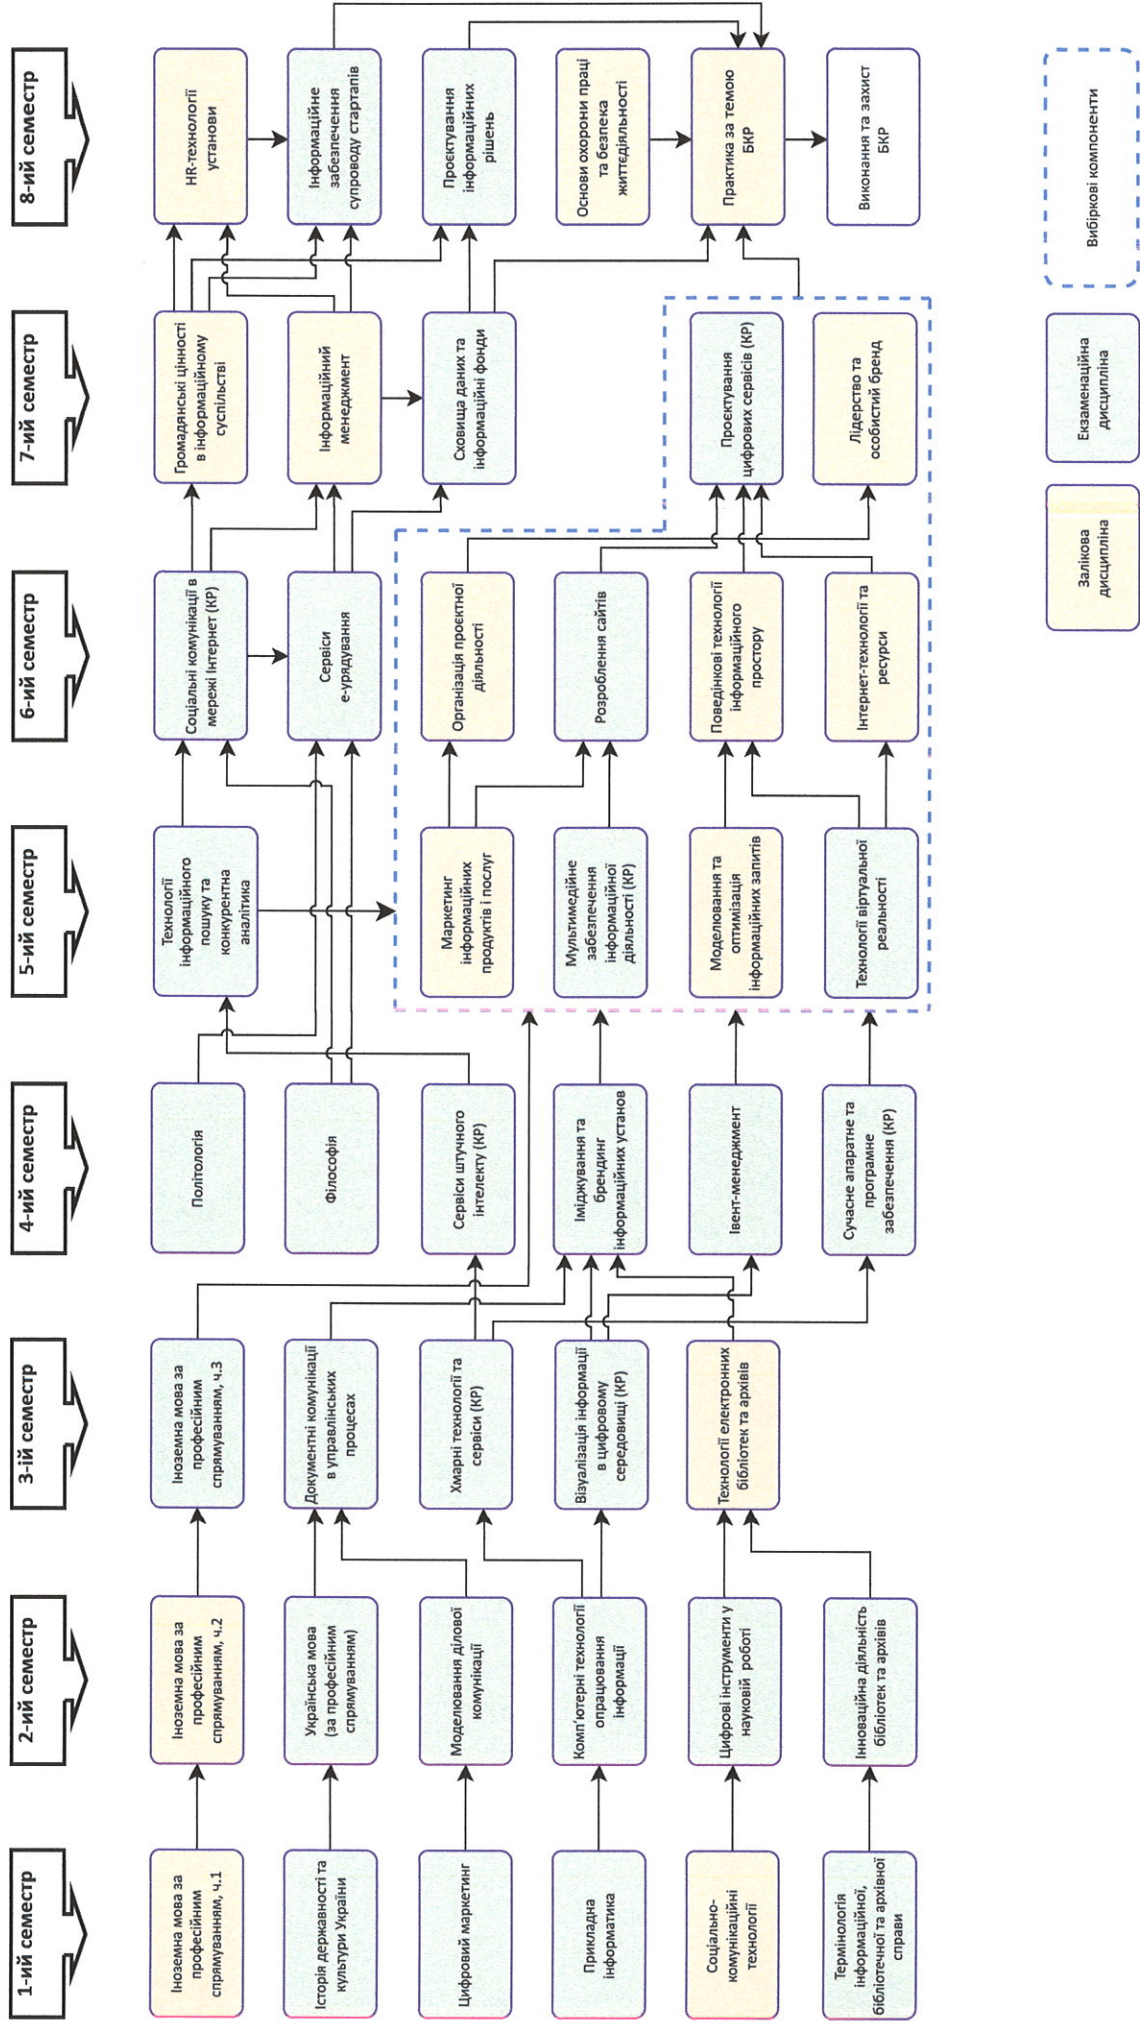 1-ий семестр
2-ий семестр
3-ій семестр
4-ий семестр
5-ий семестр
6-ий семестр
7-ий семестр
8-ий семестр
Іноземна мова за
професійним
спрямуванням, ч.1
Історія державності та
культури України
Цифровий маркетинг
Прикладна
інформатика
Соціально-
комунікаційні
технології
Термінологія
інформаційної,
бібліотечної та архівної
справи
Іноземна мова за
професійним
спрямуванням, ч.2
Українська мова
(за професійним
спрямуванням)
Моделювання ділової
комунікації
Комп'ютерні технології
опрацювання
інформації
Цифрові інструменти у
науковій роботі
Інноваційна діяльність
бібліотек та архівів
Іноземна мова за
професійним
спрямуванням, ч.3
Документні комунікації
в управлінських
процесах
Хмарні технології та
сервіси (КР)
Візуалізація інформації
в цифровому
середовищі (КР)
Технології електронних
бібліотек та архівів
Політологія
Філософія
Сервіси штучного
інтелекту (КР)
Іміджування та
брендинг
інформаційних установ
Івент-менеджмент
Сучасне апаратне та
програмне
забезпечення (КР)
Технології
інформаційного
пошуку та
конкурентна
аналітика
Маркетинг
інформаційних
продуктів і послуг
Мультимедійне
забезпечення
інформаційної
діяльності (КР)
Моделювання та
оптимізація
інформаційних запитів
Технології віртуальної
реальності
Соціальні комунікації в
мережі Інтернет (КР)
Сервіси
е-урядування
Організація проєктної
діяльності
Розроблення сайтів
Поведінкові технології
інформаційного
простору
Інтернет-технології та
ресурси
Громадянські цінності
в інформаційному
суспільстві
Інформаційний
менеджмент
Сховища даних та
інформаційні фонди
Проєктування
цифрових сервісів (КР)
Лідерство та
особистий бренд
HR-технології
установи
Інформаційне
забезпечення
супроводу стартапів
Проєктування
інформаційних
рішень
Основи охорони праці
та безпека
життєдіяльності
Практика за темою
БКР
Виконання та захист
БКР
Залікова
дисципліна
Екзаменаційна
дисципліна
Вибіркові компоненти